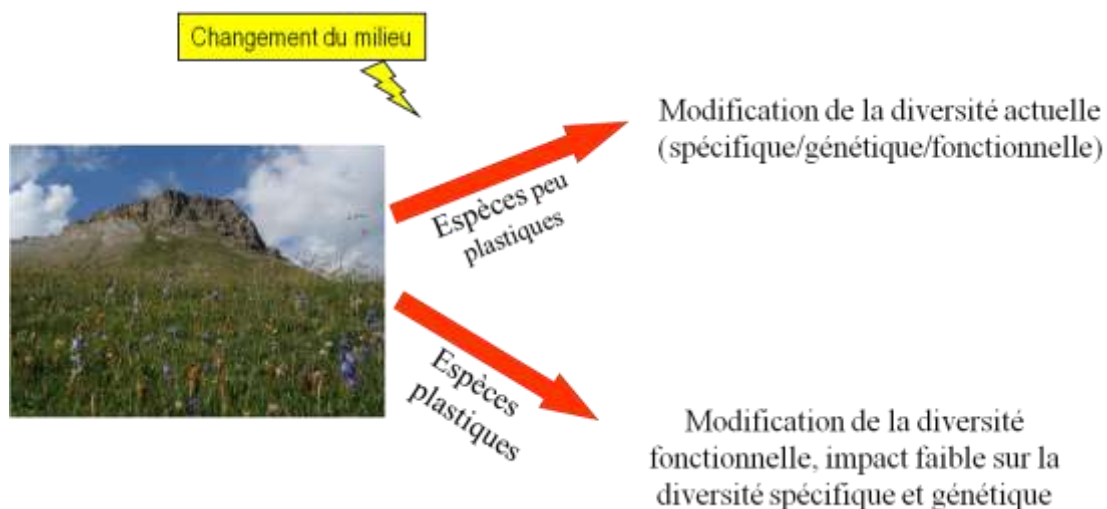 Changement du milieu
Modification de la diversité actuelle
(spécifique/génétique/fonctionnelle)
Espèces peu
plastiques
Espèces
plastiques
Modification de la diversité
fonctionnelle, impact faible sur la
diversité spécifique et génétique